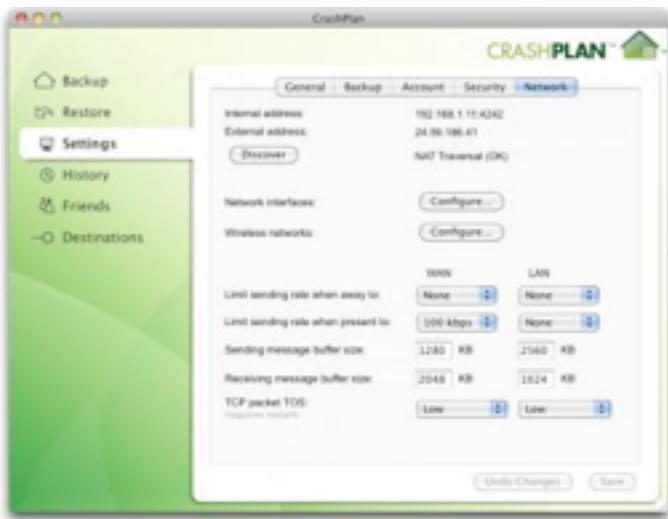 CrashPlan
CRASHPLAN™
Backup
Restore
Settings
History
Friends
Destinations
General Backup Account Security Network
Internal address: 192.168.1.11:4242
External address:
Discover NAT Traversal (OK)
Network interfaces: Configure...
Wireless networks: Configure...
WAN LAN
Limit sending rate when away to: None None
Limit sending rate when present to: 100 kbps None
Sending message buffer size: 1280 KB 2560 KB
Receiving message buffer size: 2048 KB KB
TCP packet TOS: Low Low
(requires restart)
Undo Changes Save